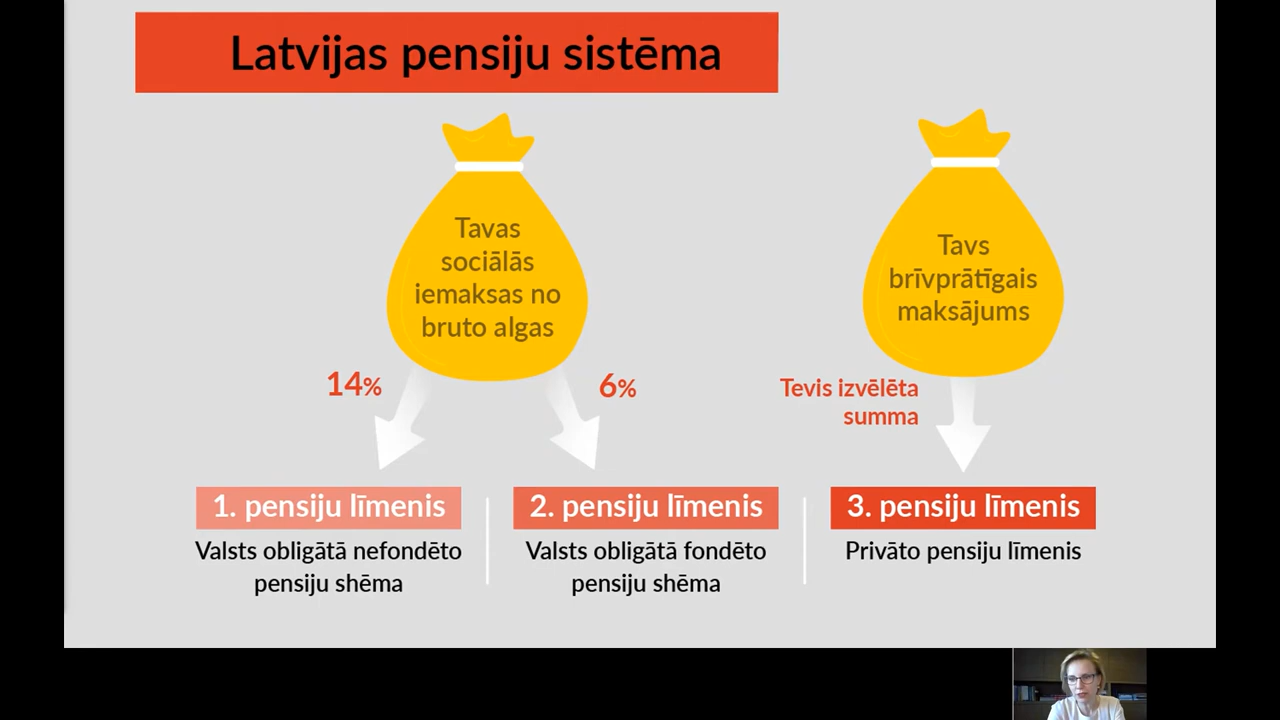 Latvijas pensiju sistēma
Tavas
sociālās
iemaksas no
bruto algas
14%
6%
Tavs
brīvprātīgais
maksājums
Tevis izvēlēta
summa
1. pensiju līmenis
Valsts obligātā nefondēto
pensiju shēma
2. pensiju līmenis
Valsts obligātā fondēto
pensiju shēma
3. pensiju līmenis
Privāto pensiju līmenis